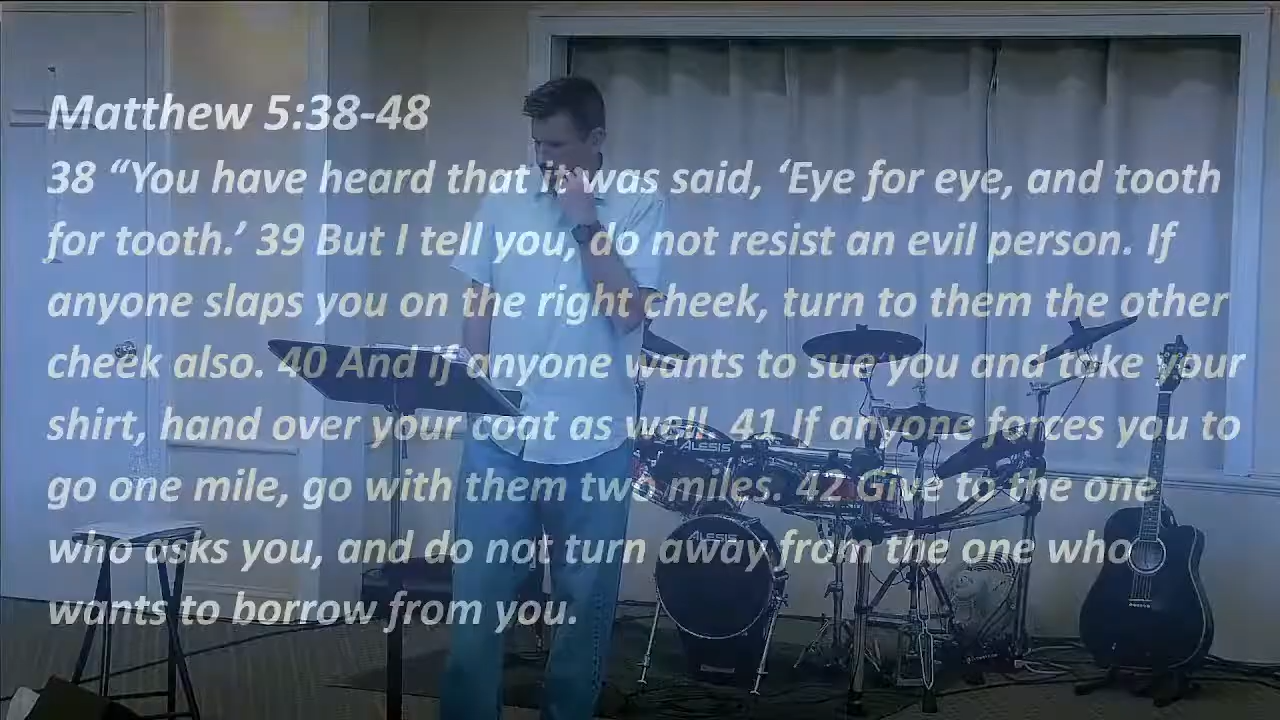 Matthew 5:38-48
38 “You have heard that it was said, ‘Eye for eye, and tooth
for tooth.’ 39 But I tell you, do not resist an evil person. If
anyone slaps you on the right cheek, turn to them the other
cheek also. 40 And if anyone wants to sue you and take your
shirt, hand over your coat as well. 41 If anyone forces you to
go one mile, go with them two miles. 42 Give to the one
who asks you, and do not turn away from the one who
wants to borrow from you.
ALESIS
ALESIS